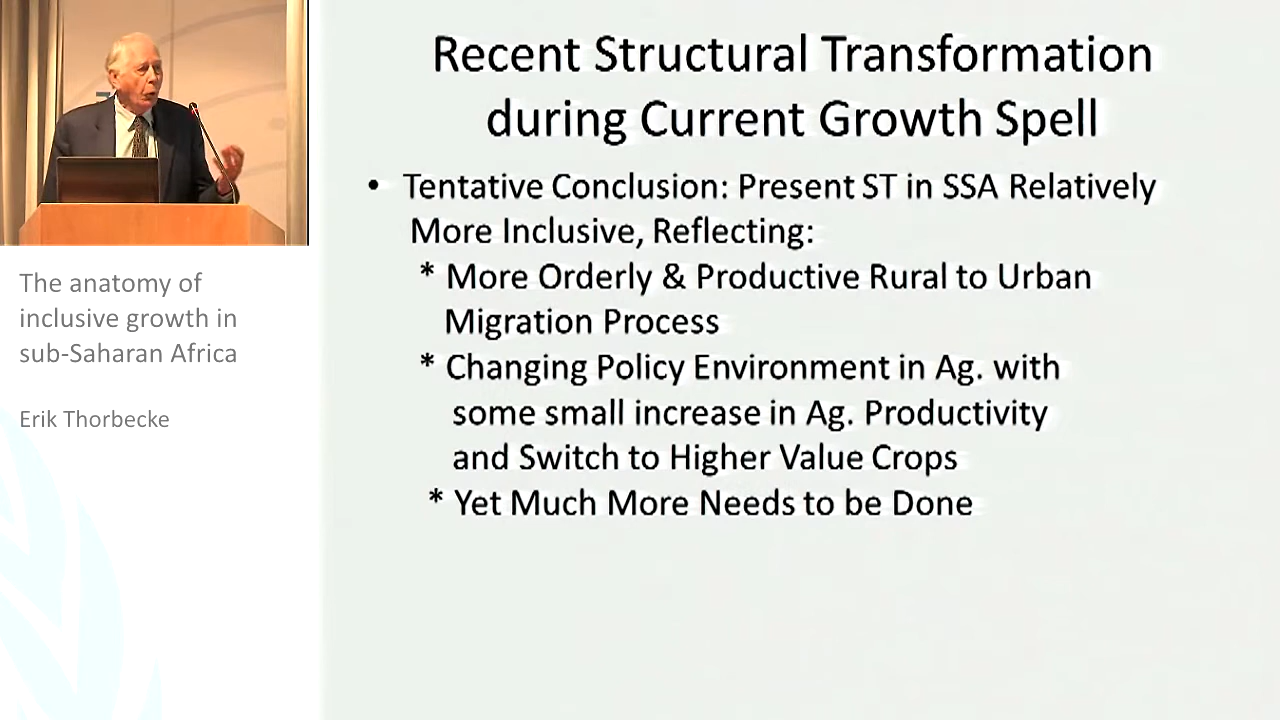 Recent Structural Transformation
during Current Growth Spell
• Tentative Conclusion: Present ST in SSA Relatively
More Inclusive, Reflecting:
* More Orderly & Productive Rural to Urban
Migration Process
* Changing Policy Environment in Ag. with
some small increase in Ag. Productivity
and Switch to Higher Value Crops
* Yet Much More Needs to be Done
The anatomy of
inclusive growth in
sub-Saharan Africa
Erik Thorbecke